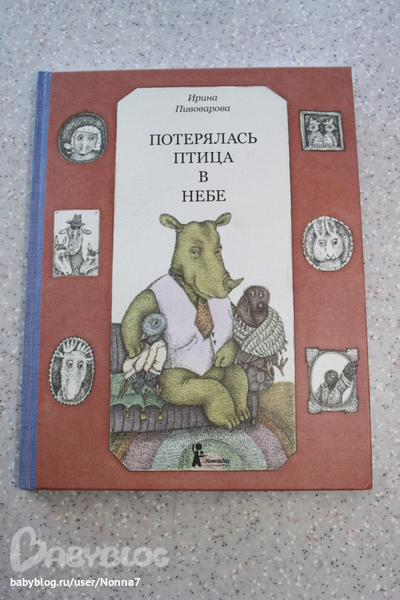 Ирина
Пивоварова
ПОТЕРЯЛАСЬ
ПТИЦА
В
НЕБЕ
BABYBLOG
babyblog.ru/user/Nonna7